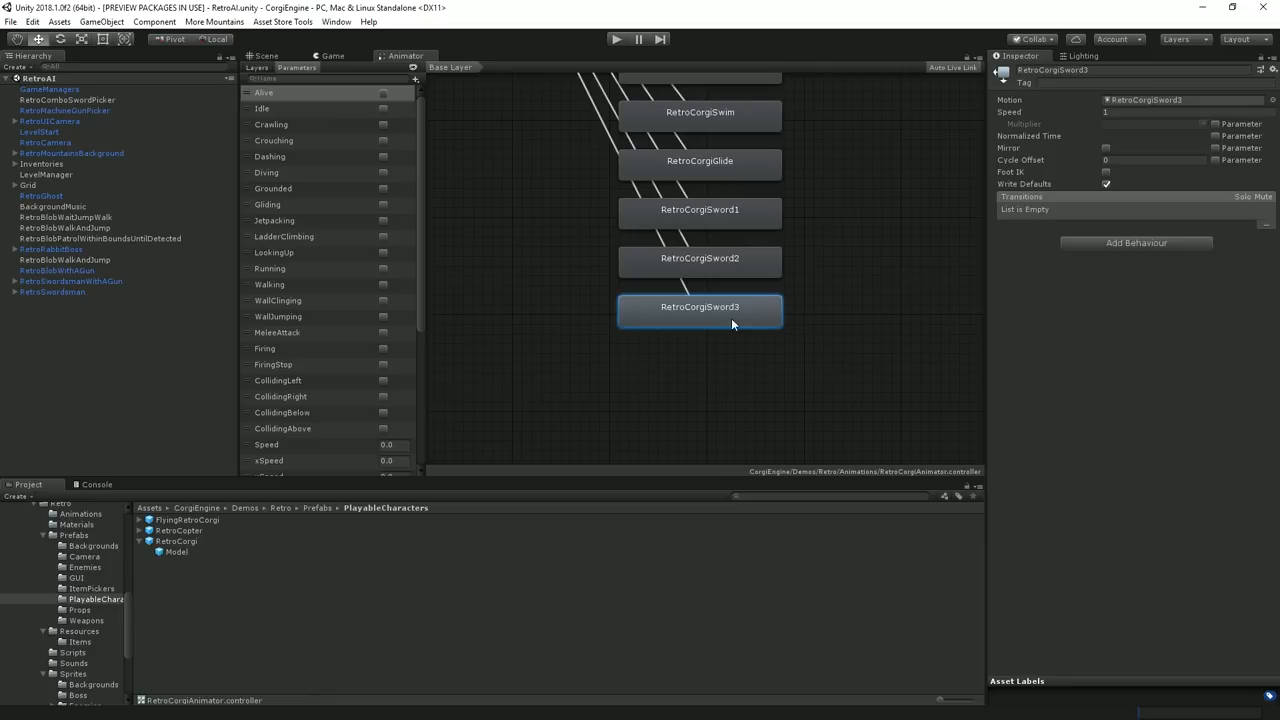 Unity 2018.1.0f2 (64bit) - [PREVIEW PACKAGES IN USE] - RetroAI.unity - CorgiEngine - PC, Mac & Linux Standalone <DX11>
File Edit Assets GameObject Component More Mountains Asset Store Tools Window Help
Pivot Local Collab Account Layers Layout
Hierarchy
Create All
RetroAI
GameManagers
RetroComboSwordPicker
RetroMachineGunPicker
RetroUICamera
LevelStart
RetroCamera
RetroMountainsBackground
Inventories
LevelManager
Grid
RetroGhost
BackgroundMusic
RetroBlobWaitJumpWalk
RetroBlobWalkAndJump
RetroBlobPatrolWithinBoundsUntilDetected
RetroRabbitBoss
RetroBlobWalkAndJump
RetroBlobWithAGun
RetroSwordsmanWithAGun
RetroSwordsman
Scene Game Animator
Layers Parameters
Base Layer Auto Live Link
Name
Alive
Idle
Crawling
Crouching
Dashing
Diving
Grounded
Gliding
Jetpacking
LadderClimbing
LookingUp
Running
Walking
WallClinging
WallJumping
MeleeAttack
Firing
FiringStop
CollidingLeft
CollidingRight
CollidingBelow
CollidingAbove
Speed 0.0
xSpeed 0.0
RetroCorgiSwim
RetroCorgiGlide
RetroCorgiSword1
RetroCorgiSword2
RetroCorgiSword3
CorgiEngine/Demos/Retro/Animations/RetroCorgiAnimator.controller
Inspector Lighting
RetroCorgiSword3
Tag
Motion RetroCorgiSword3
Speed 1
Multiplier Parameter
Normalized Time Parameter
Mirror Parameter
Cycle Offset 0 Parameter
Foot IK
Write Defaults
Transitions Solo Mute
List is Empty
Add Behaviour
Asset Labels
Project Console
Create
Retro
Animations
Materials
Prefabs
Backgrounds
Camera
Enemies
GUI
ItemPickers
PlayableChara
Props
Weapons
Resources
Items
Scripts
Sounds
Sprites
Backgrounds
Boss
Assets CorgiEngine Demos Retro Prefabs PlayableCharacters
FlyingRetroCorgi
RetroCopter
RetroCorgi
Model
RetroCorgiAnimator.controller